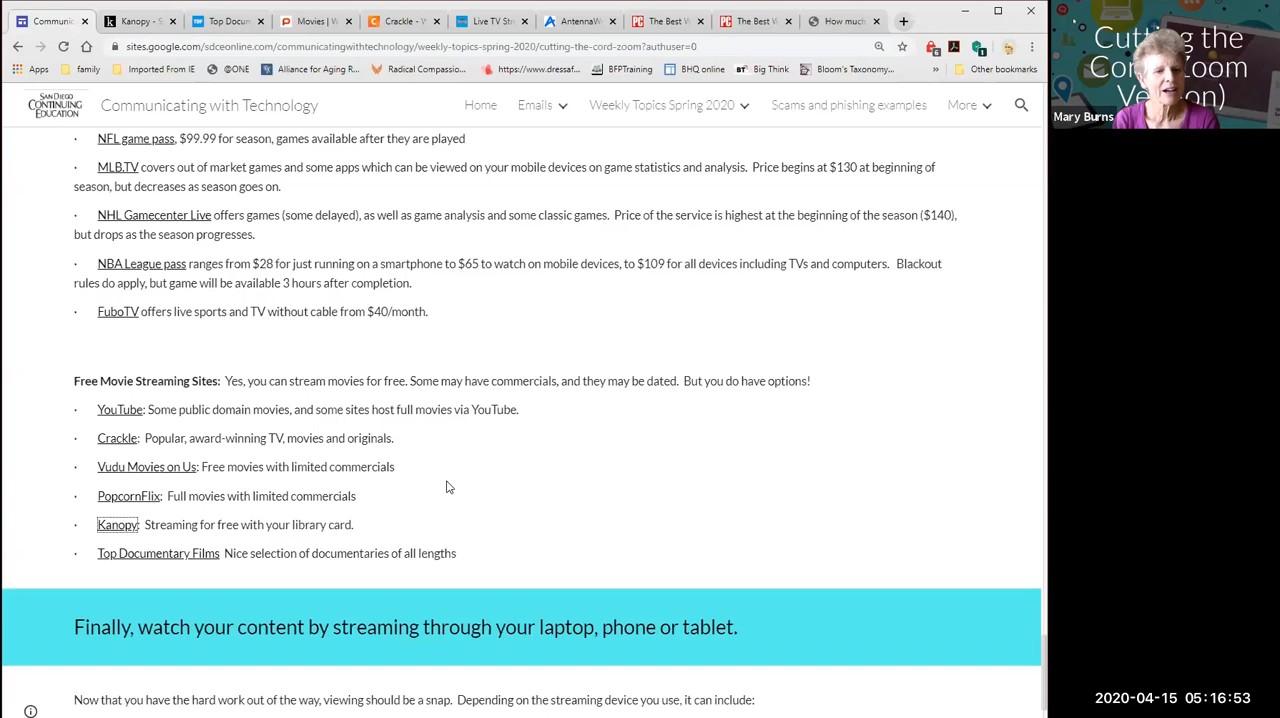 Communic
Kanopy - S
Top Docum
Movies | W
Crackle - W
Live TV Str
AntennaWe
The Best W
The Best W
How much
sites.google.com/sdceonline.com/communicatingwithtechnology/weekly-topics-spring-2020/cutting-the-cord-zoom?authuser=0
Apps family Imported From IE @ONE Alliance for Aging R... Radical Compassio... https://www.dressaf... BFPTraining BHQ online Big Think Bloom's Taxonomy... » Other bookmarks
SAN DIEGO
CONTINUING
EDUCATION
Communicating with Technology
Home Emails Weekly Topics Spring 2020 Scams and phishing examples More
· NFL game pass, $99.99 for season, games available after they are played
· MLB.TV covers out of market games and some apps which can be viewed on your mobile devices on game statistics and analysis. Price begins at $130 at beginning of
season, but decreases as season goes on.
· NHL Gamecenter Live offers games (some delayed), as well as game analysis and some classic games. Price of the service is highest at the beginning of the season ($140),
but drops as the season progresses.
· NBA League pass ranges from $28 for just running on a smartphone to $65 to watch on mobile devices, to $109 for all devices including TVs and computers. Blackout
rules do apply, but game will be available 3 hours after completion.
· FuboTV offers live sports and TV without cable from $40/month.
Free Movie Streaming Sites: Yes, you can stream movies for free. Some may have commercials, and they may be dated. But you do have options!
· YouTube: Some public domain movies, and some sites host full movies via YouTube.
· Crackle: Popular, award-winning TV, movies and originals.
· Vudu Movies on Us: Free movies with limited commercials
· PopcornFlix: Full movies with limited commercials
· Kanopy: Streaming for free with your library card.
· Top Documentary Films Nice selection of documentaries of all lengths
Finally, watch your content by streaming through your laptop, phone or tablet.
Now that you have the hard work out of the way, viewing should be a snap. Depending on the streaming device you use, it can include:
Cutting the
Version)
Mary Burns
2020-04-15 05:16:53